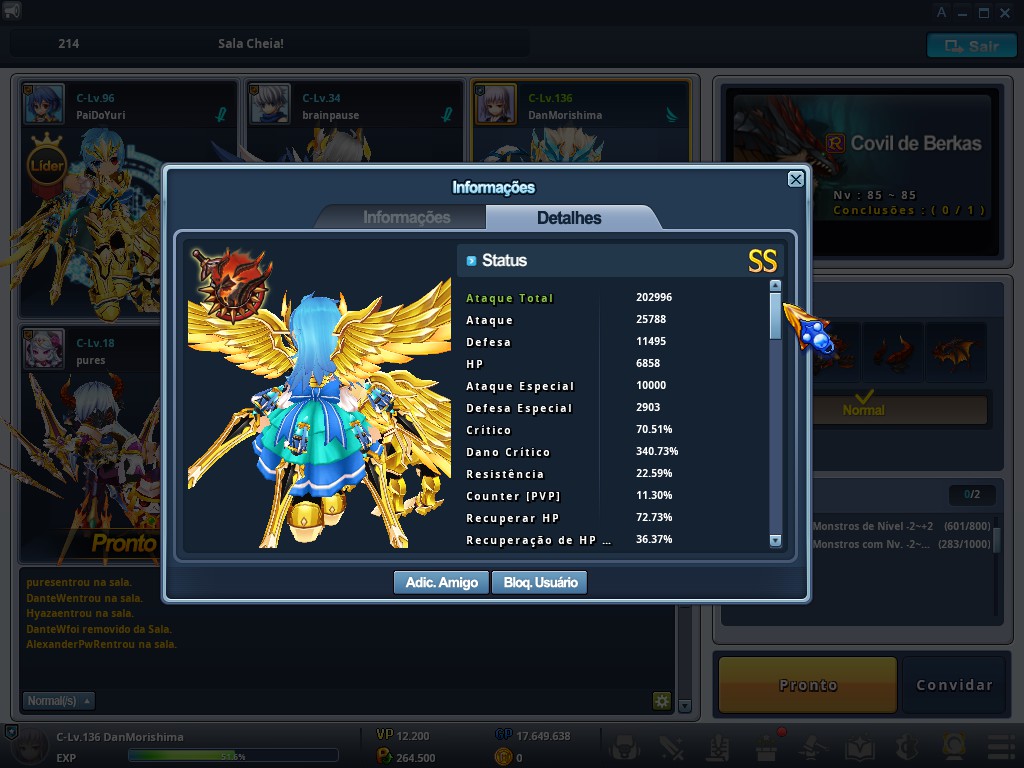 A
214 Sala Cheia!
Sair
C-Lv.96
PaiDoYuri
C-Lv.34
brainpause
C-Lv.136
DanMorishima
Líder
R Covil de Berkas
Nv : 85 ~ 85
Conclusões : ( 0 / 1 )
Informações
Informações Detalhes
Status SS
Ataque Total 202996
Ataque 25788
Defesa 11495
HP 6858
Ataque Especial 10000
Defesa Especial 2903
Crítico 70.51%
Dano Crítico 340.73%
Resistência 22.59%
Counter [PVP] 11.30%
Recuperar HP 72.73%
Recuperação de HP ... 36.37%
Adic. Amigo Bloq. Usuário
C-Lv.18
pures
Pronto
Normal
0/2
Monstros de Nível -2~+2 (601/800)
Monstros com Nv. -2~... (283/1000)
puresentrou na sala.
DanteWentrou na sala.
Hyazaentrou na sala.
DanteWfoi removido da Sala.
AlexanderPwRentrou na sala.
Normal(/s)
Pronto Convidar
C-Lv.136 DanMorishima
EXP
VP 12.200
GP 17.649.638
264.500
0